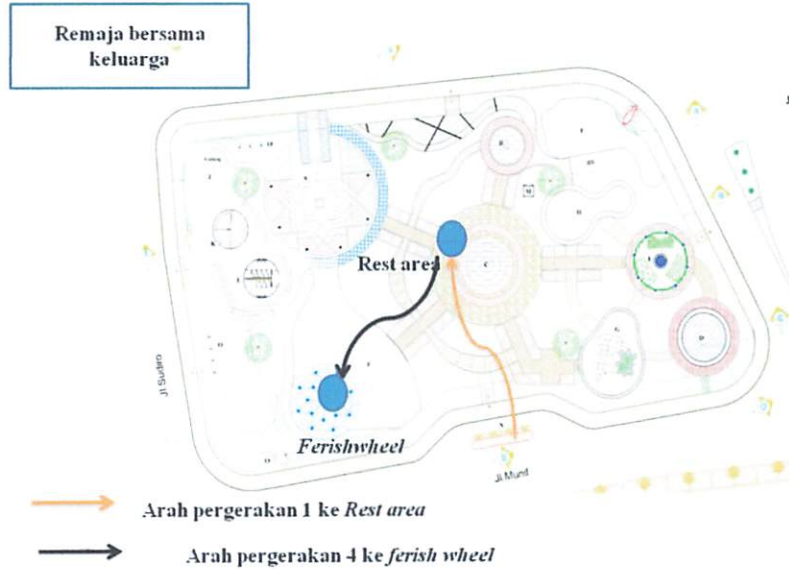 Remaja bersama
keluarga
Rest area
Ferishwheel
Jl Sudiro
Jl Munif
Arah pergerakan 1 ke Rest area
Arah pergerakan 4 ke ferish wheel